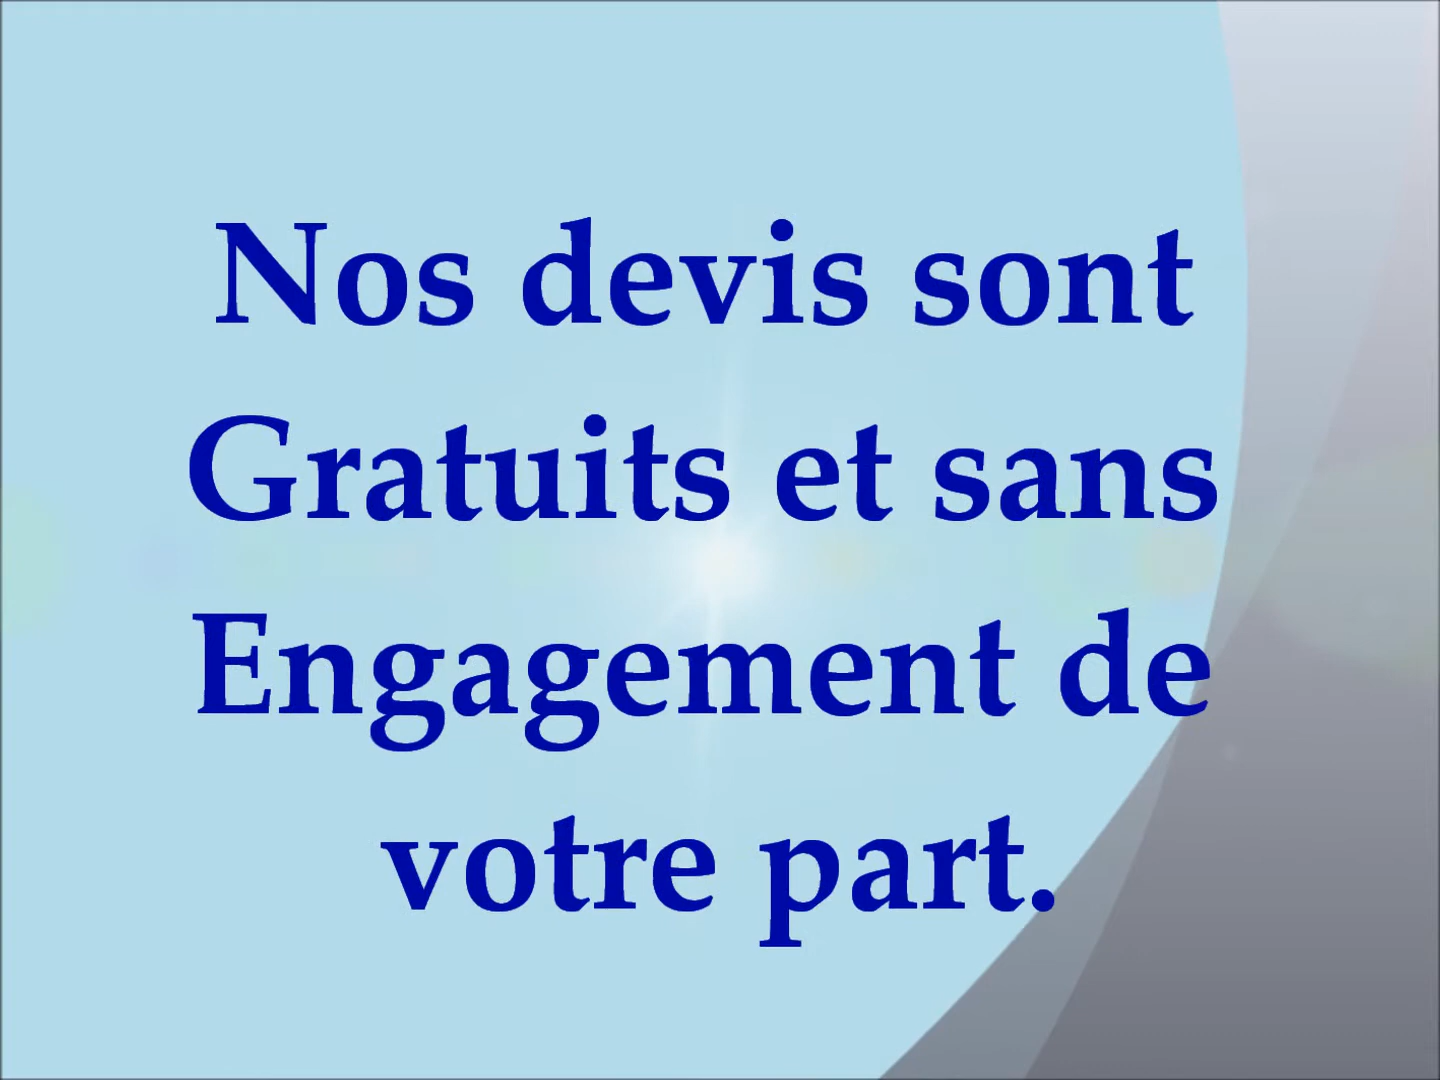 Nos devis sont
Gratuits et sans
Engagement de
votre part.